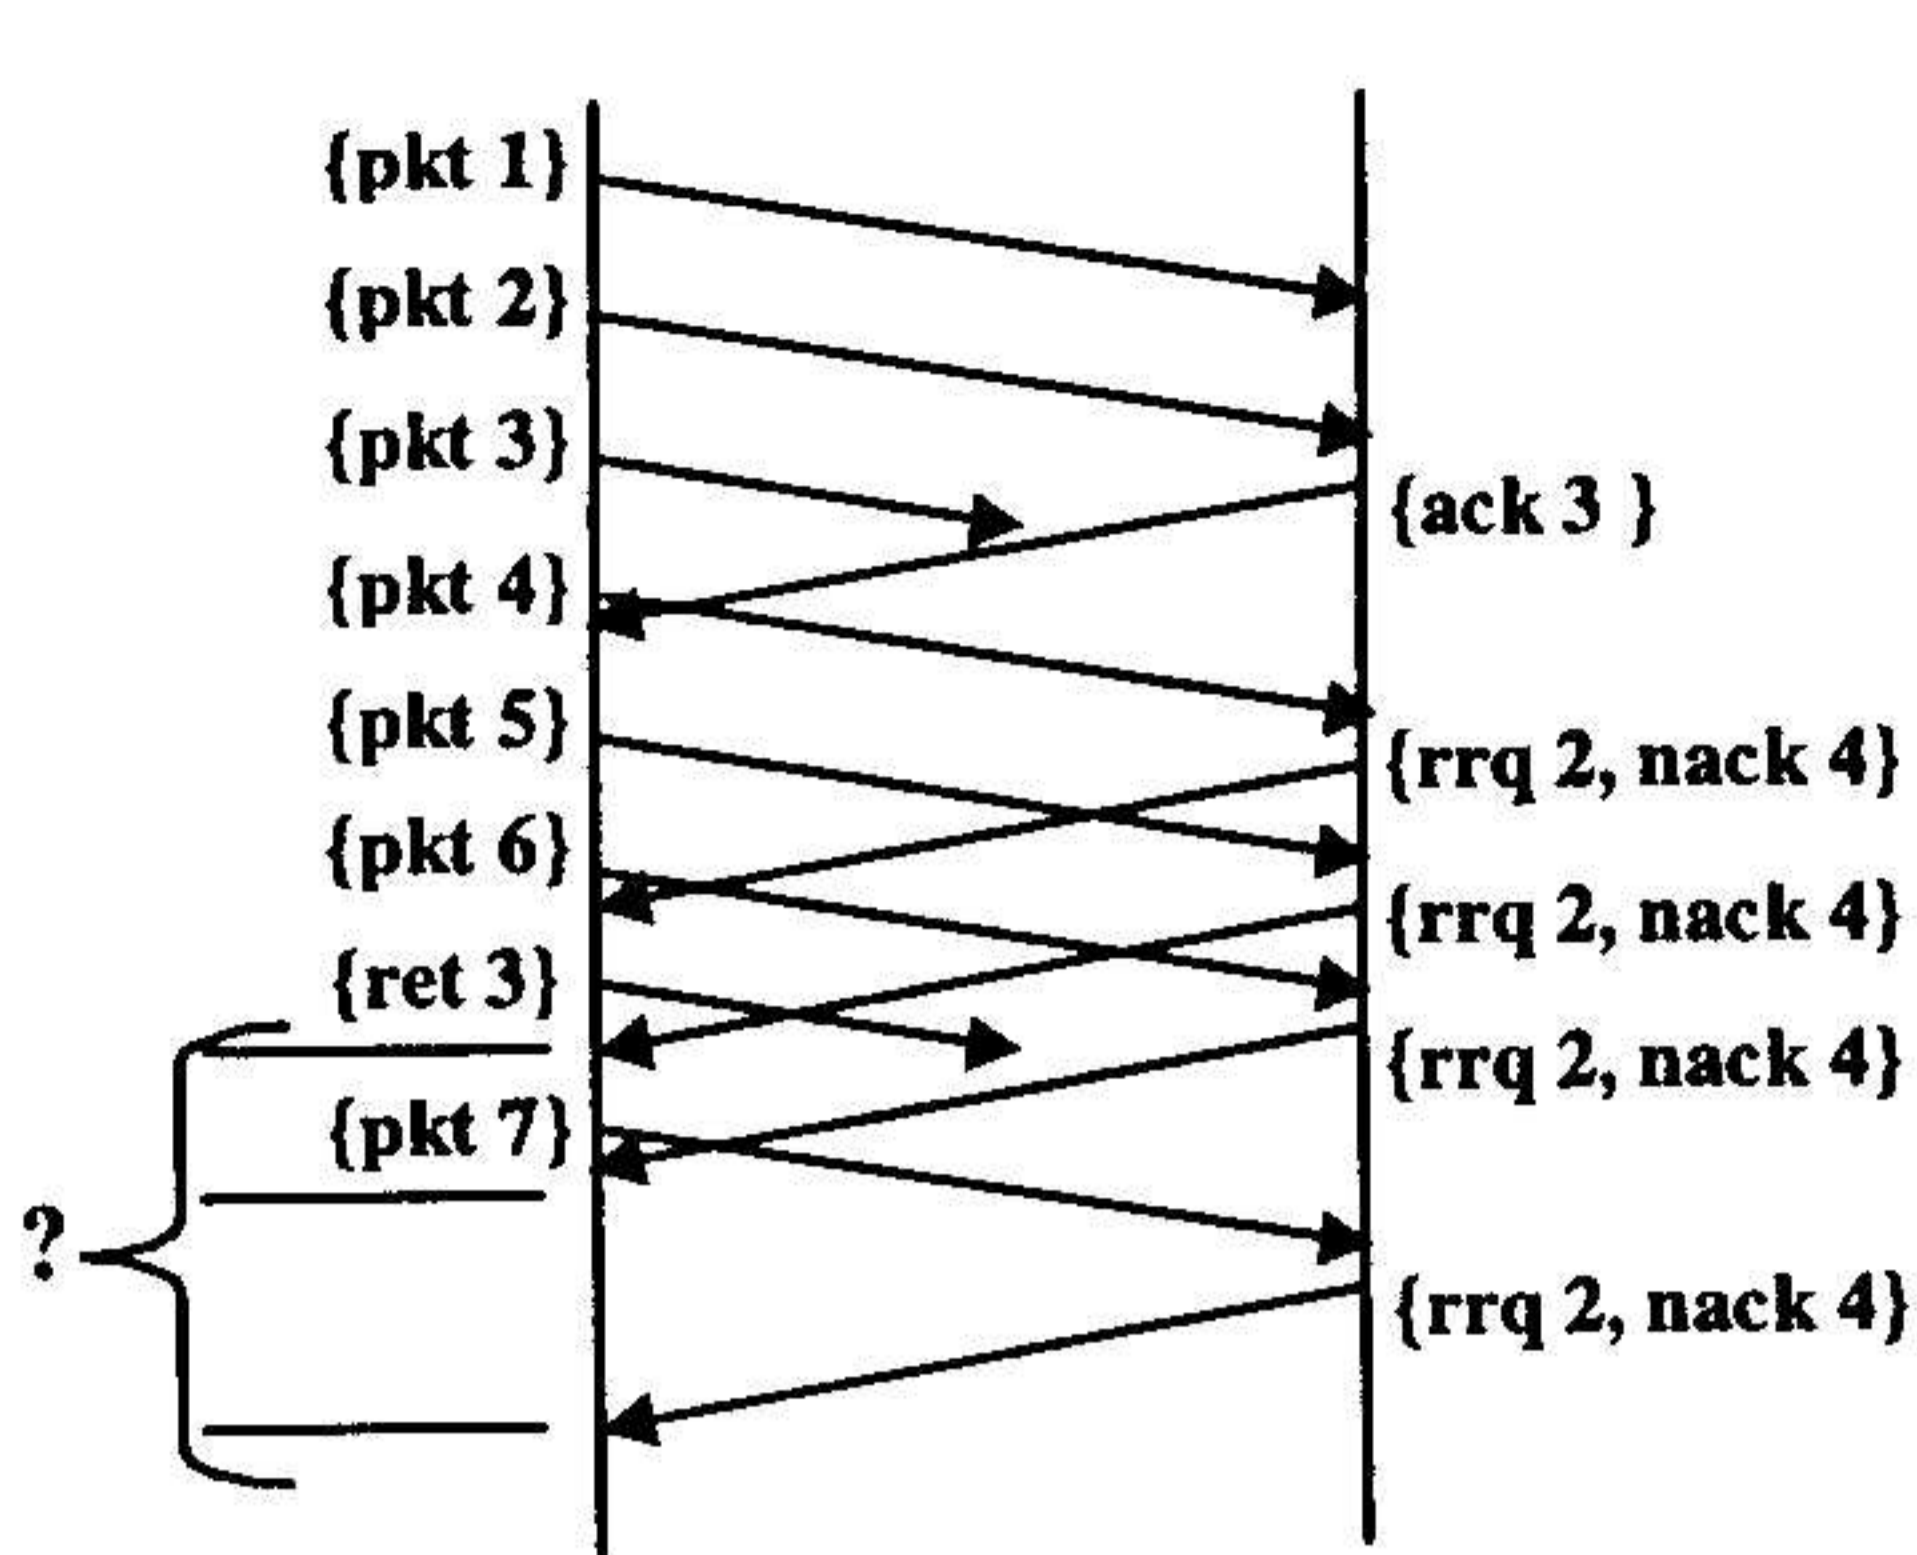 {pkt 1}
{pkt 2}
{pkt 3}
{ack 3 }
{pkt 4}
{pkt 5}
{rrq 2, nack 4}
{pkt 6}
{rrq 2, nack 4}
{ret 3}
{rrq 2, nack 4}
{pkt 7}
?
{rrq 2, nack 4}